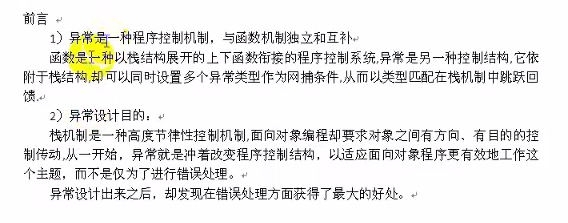 前言
1）异常是一种程序控制机制，与函数机制独立和互补
函数是一种以栈结构展开的上下函数衔接的程序控制系统,异常是另一种控制结构,它依
附于栈结构,却可以同时设置多个异常类型作为网捕条件,从而以类型匹配在栈机制中跳跃回
馈.
2）异常设计目的：
栈机制是一种高度节律性控制机制,面向对象编程却要求对象之间有方向、有目的的控
制传动,从一开始，异常就是冲着改变程序控制结构，以适应面向对象程序更有效地工作这
个主题，而不是仅为了进行错误处理。
异常设计出来之后，却发现在错误处理方面获得了最大的好处。